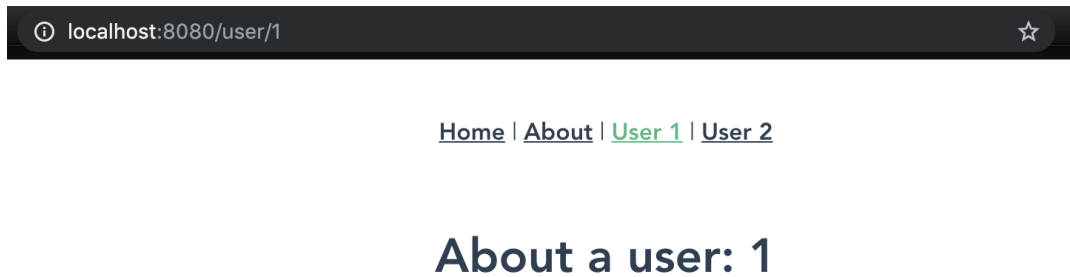 localhost:8080/user/1
Home | About | User 1 | User 2
About a user: 1